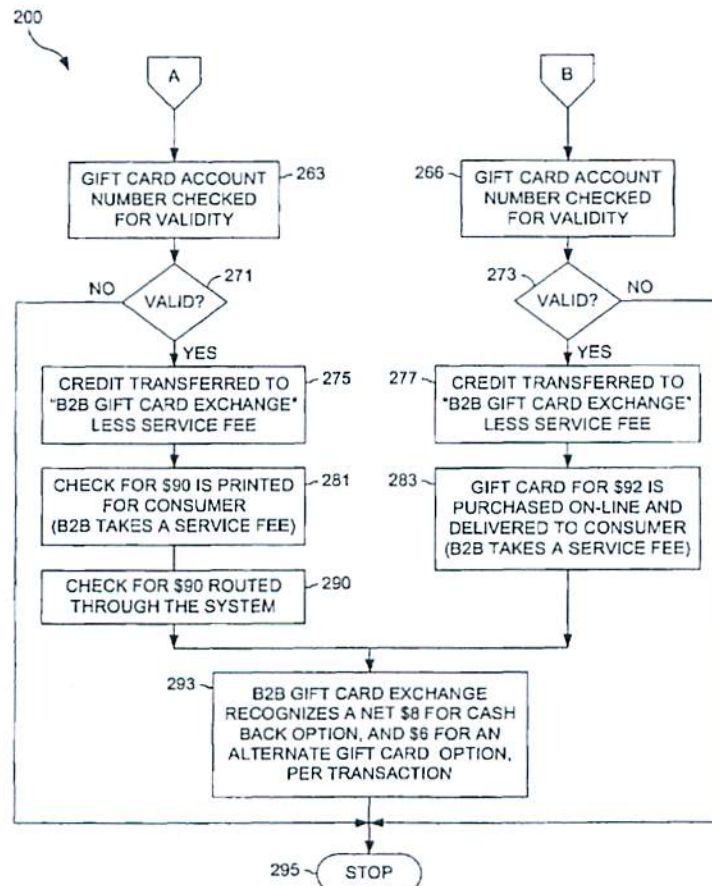 200
A
B
GIFT CARD ACCOUNT
NUMBER CHECKED
FOR VALIDITY
263
266
GIFT CARD ACCOUNT
NUMBER CHECKED
FOR VALIDITY
NO
VALID?
271
273
VALID?
NO
YES
YES
CREDIT TRANSFERRED TO
"B2B GIFT CARD EXCHANGE"
LESS SERVICE FEE
275
277
CREDIT TRANSFERRED TO
"B2B GIFT CARD EXCHANGE"
LESS SERVICE FEE
CHECK FOR $90 IS PRINTED
FOR CONSUMER
(B2B TAKES A SERVICE FEE)
281
283
GIFT CARD FOR $92 IS
PURCHASED ON-LINE AND
DELIVERED TO CONSUMER
(B2B TAKES A SERVICE FEE)
CHECK FOR $90 ROUTED
THROUGH THE SYSTEM
290
293
B2B GIFT CARD EXCHANGE
RECOGNIZES A NET $8 FOR CASH
BACK OPTION, AND $6 FOR AN
ALTERNATE GIFT CARD OPTION,
PER TRANSACTION
295
STOP